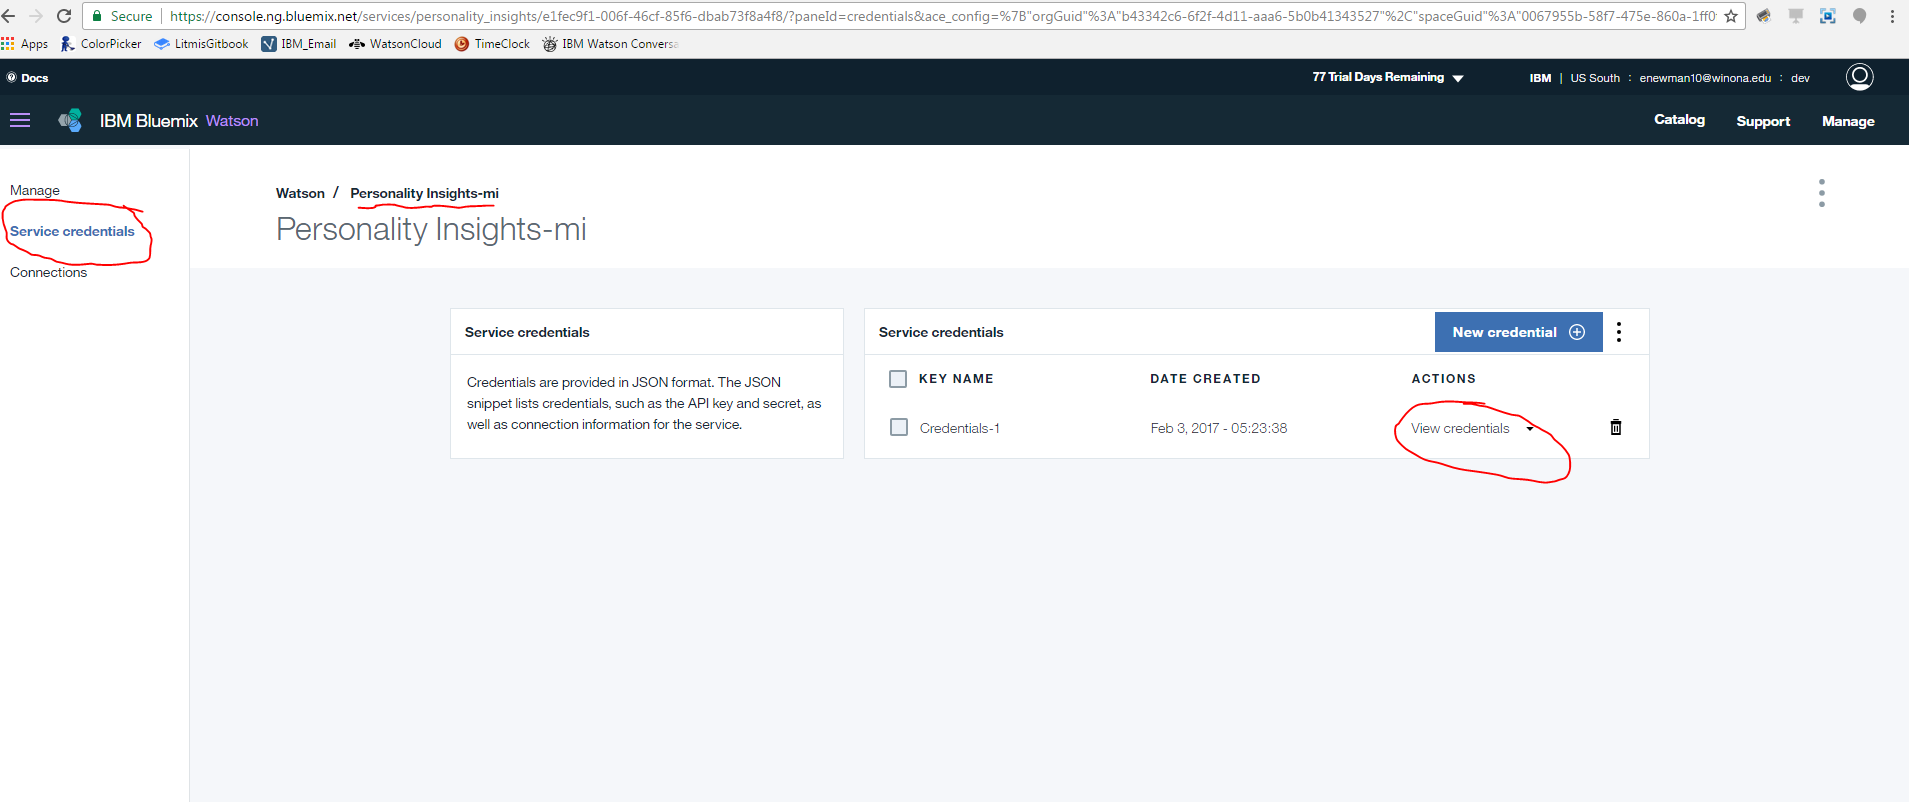 Secure https://console.ng.bluemix.net/services/personality_insights/e1fec9f1-006f-46cf-85f6-dbab73f8a4f8/?paneId=credentials&ace_config=%7B"orgGuid"%3A"b43342c6-6f2f-4d11-aaa6-5b0b41343527"%2C"spaceGuid"%3A"0067955b-58f7-475e-860a-1ff0
Apps ColorPicker LitmisGitbook IBM_Email WatsonCloud TimeClock IBM Watson Conversa
Docs 77 Trial Days Remaining IBM | US South : enewman10@winona.edu : dev
IBM Bluemix Watson Catalog Support Manage
Manage
Service credentials
Connections
Watson / Personality Insights-mi
Personality Insights-mi
Service credentials
Credentials are provided in JSON format. The JSON
snippet lists credentials, such as the API key and secret, as
well as connection information for the service.
Service credentials New credential
KEY NAME DATE CREATED ACTIONS
Credentials-1 Feb 3, 2017 - 05:23:38 View credentials